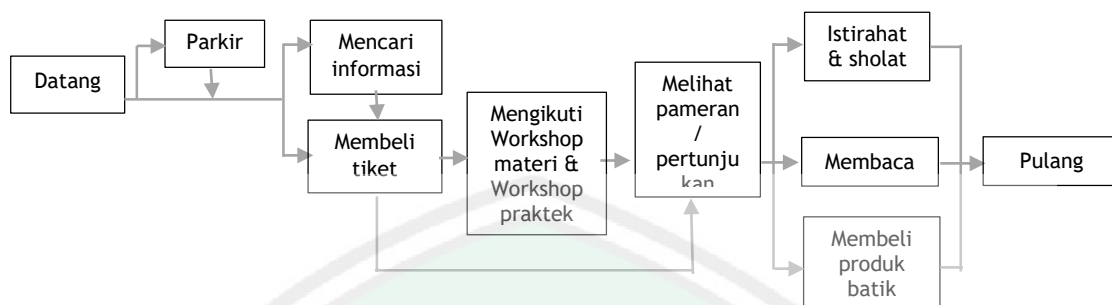 Datang
Parkir
Mencari
informasi
Membeli
tiket
Mengikuti
Workshop
materi &
Workshop
praktek
Melihat
pameran
/
pertunju
kan
Istirahat
& sholat
Membaca
Membeli
produk
batik
Pulang